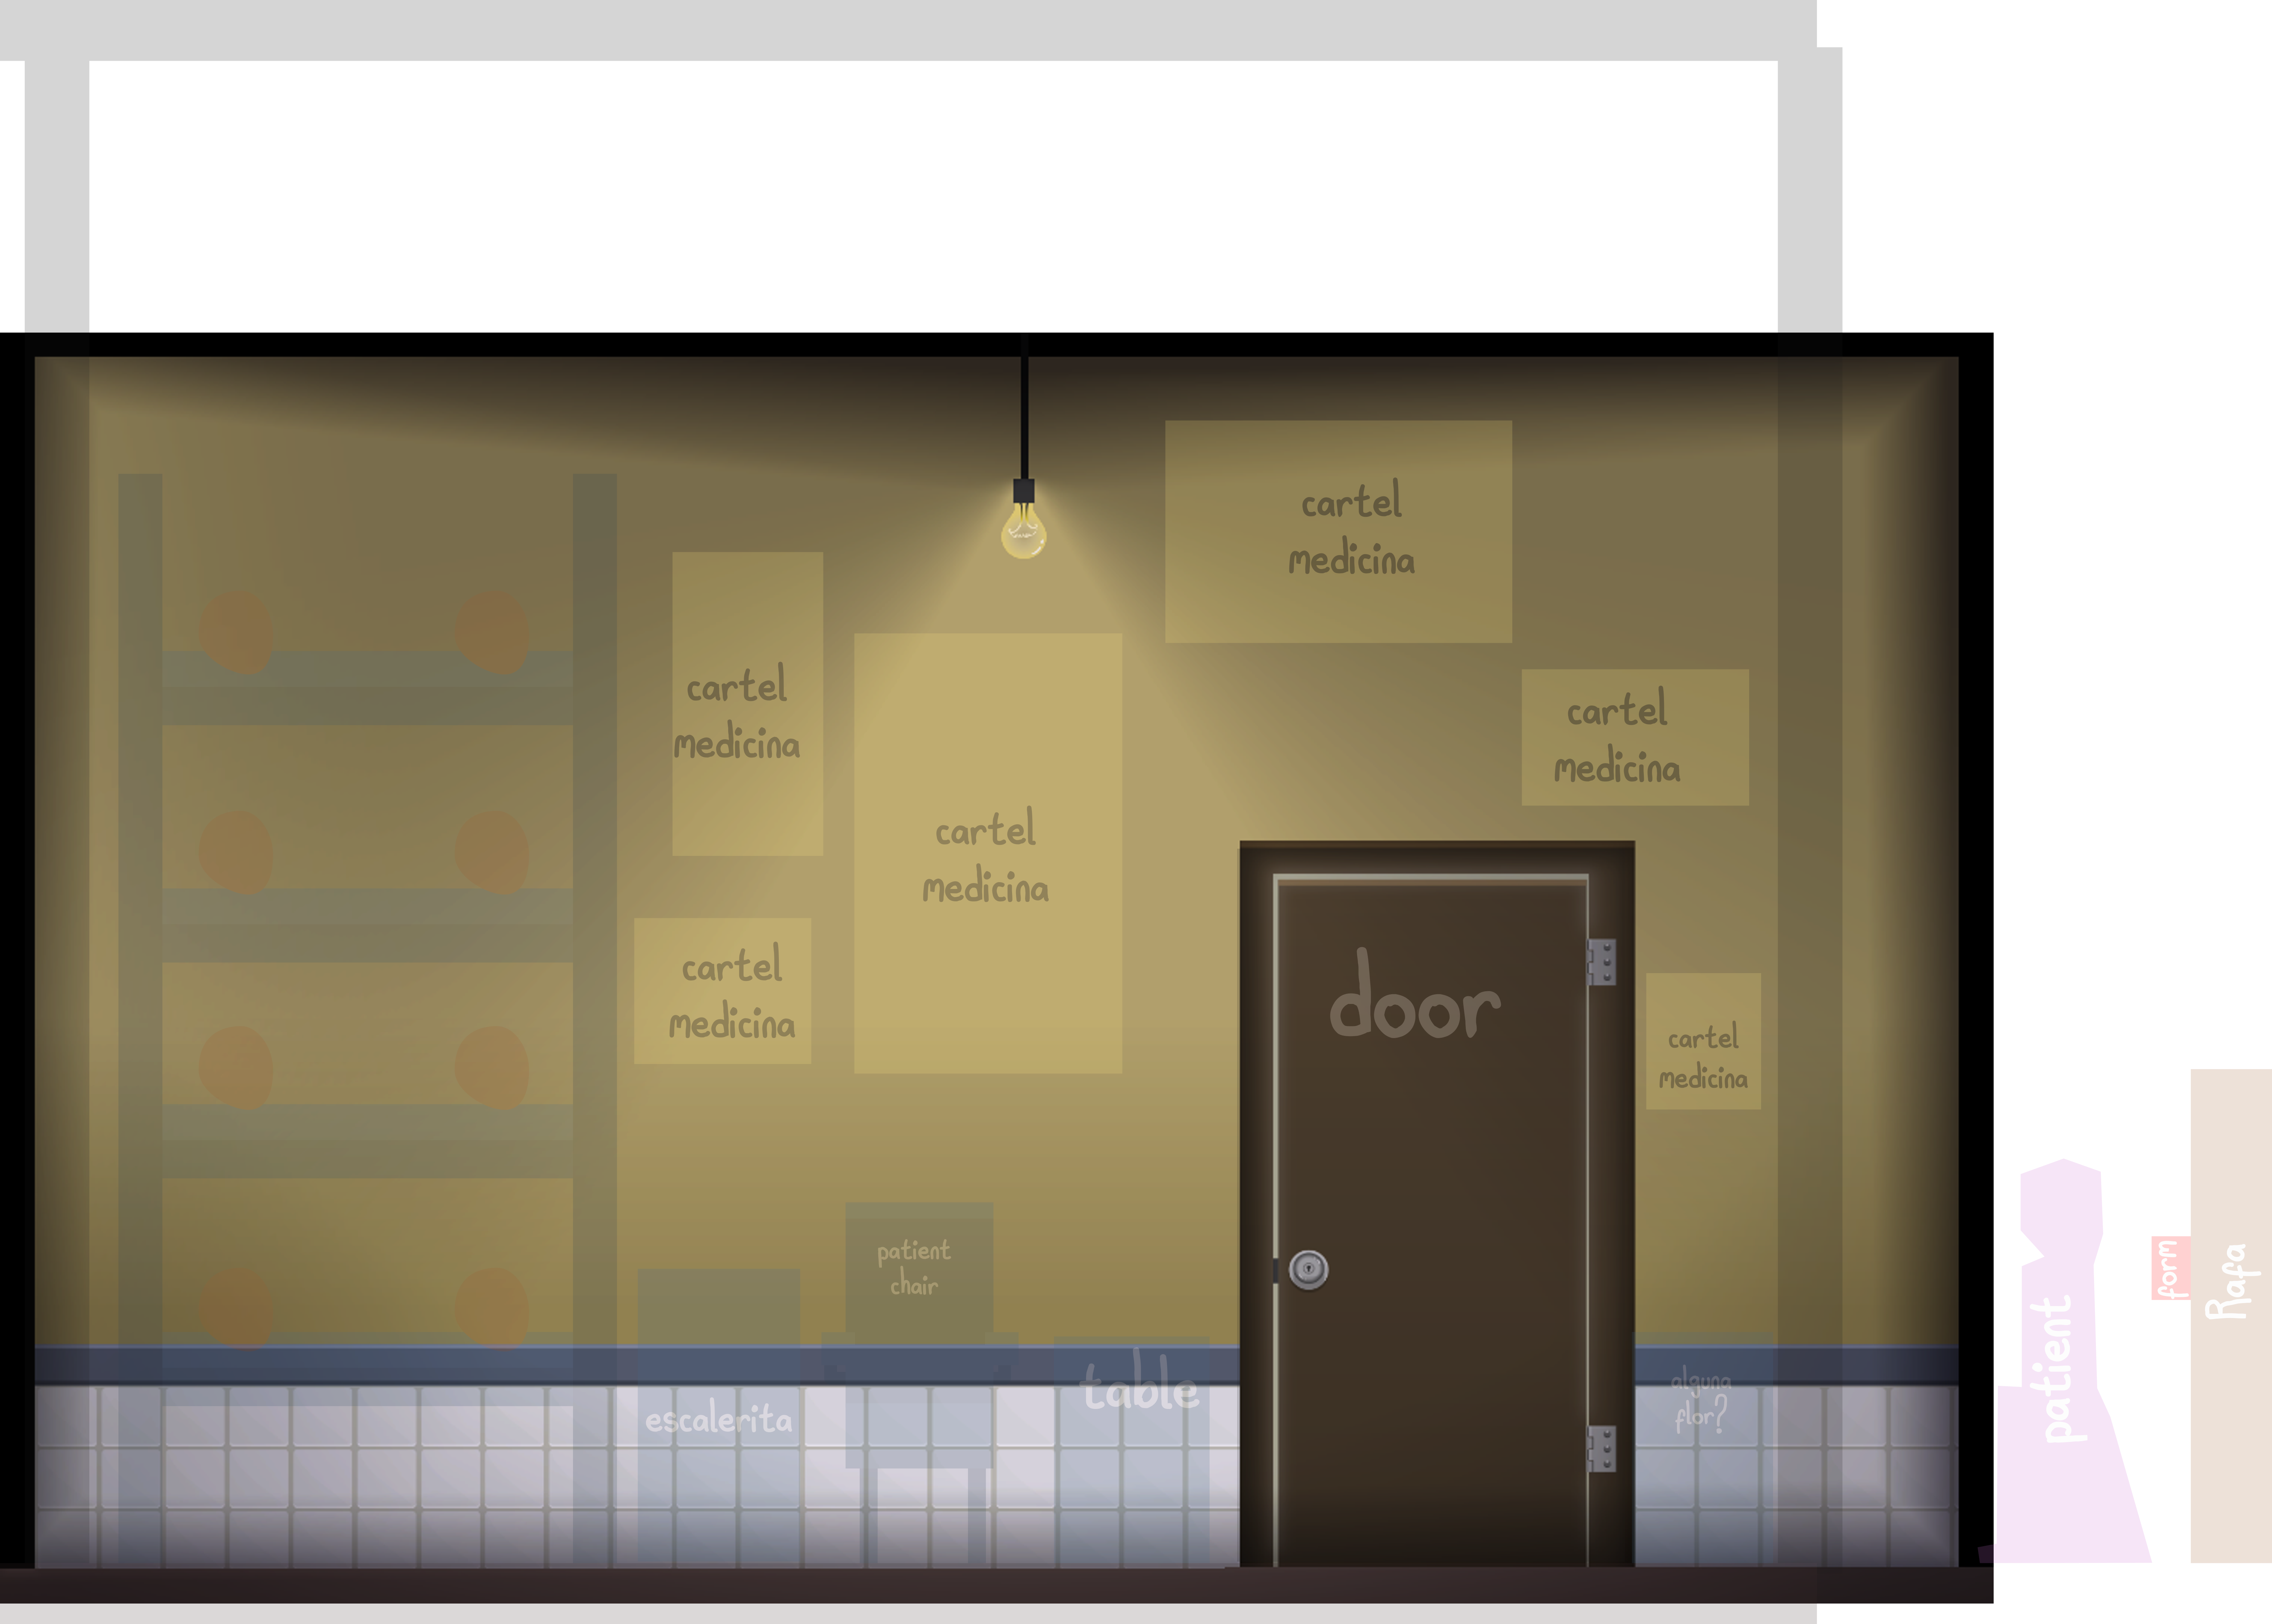 cartel
medicina
cartel
medicina
cartel
medicina
cartel
medicina
cartel
medicina
door
cartel
medicina
patient
chair
table
escalerita
alguna
flor?
patient
form
Rafa